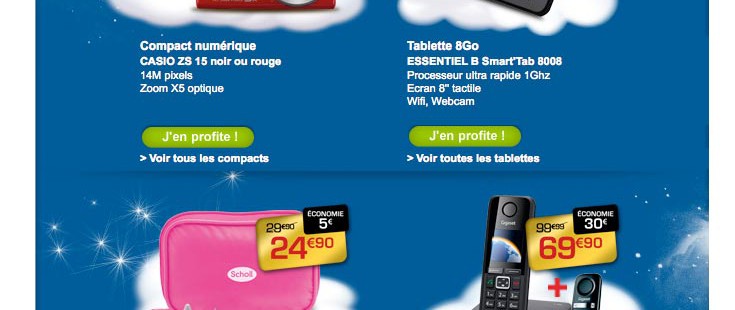 Compact numérique
CASIO ZS 15 noir ou rouge
14M pixels
Zoom X5 optique
J'en profite !
> Voir tous les compacts
Tablette 8Go
ESSENTIEL B Smart'Tab 8008
Processeur ultra rapide 1Ghz
Ecran 8" tactile
Wifi, Webcam
J'en profite !
> Voir toutes les tablettes
29€90
ÉCONOMIE
5€
24€90
Scholl
99€99
ÉCONOMIE
30€
69€90
Gigaset
+